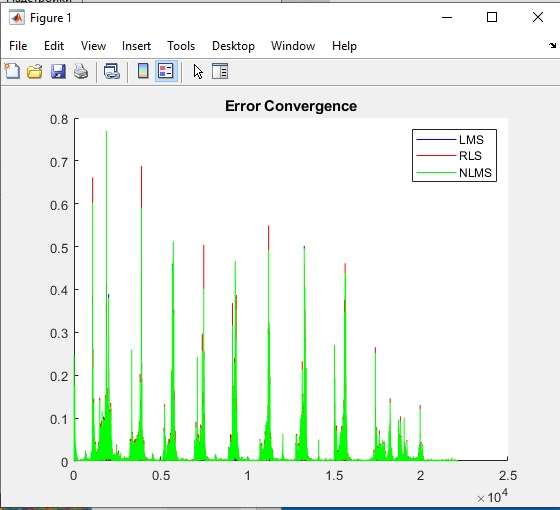 Figure 1
File Edit View Insert Tools Desktop Window Help
Error Convergence
0.8
0.7
0.6
0.5
0.4
0.3
0.2
0.1
0
LMS
RLS
NLMS
0 0.5 1 1.5 2 2.5
×10⁴